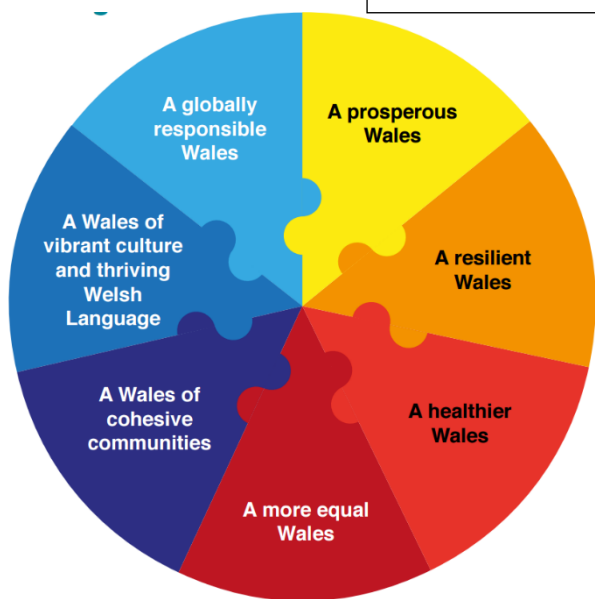 A prosperous
Wales
A resilient
Wales
A healthier
Wales
A more equal
Wales
A Wales of
cohesive
communities
A Wales of
vibrant culture
and thriving
Welsh
Language
A globally
responsible
Wales